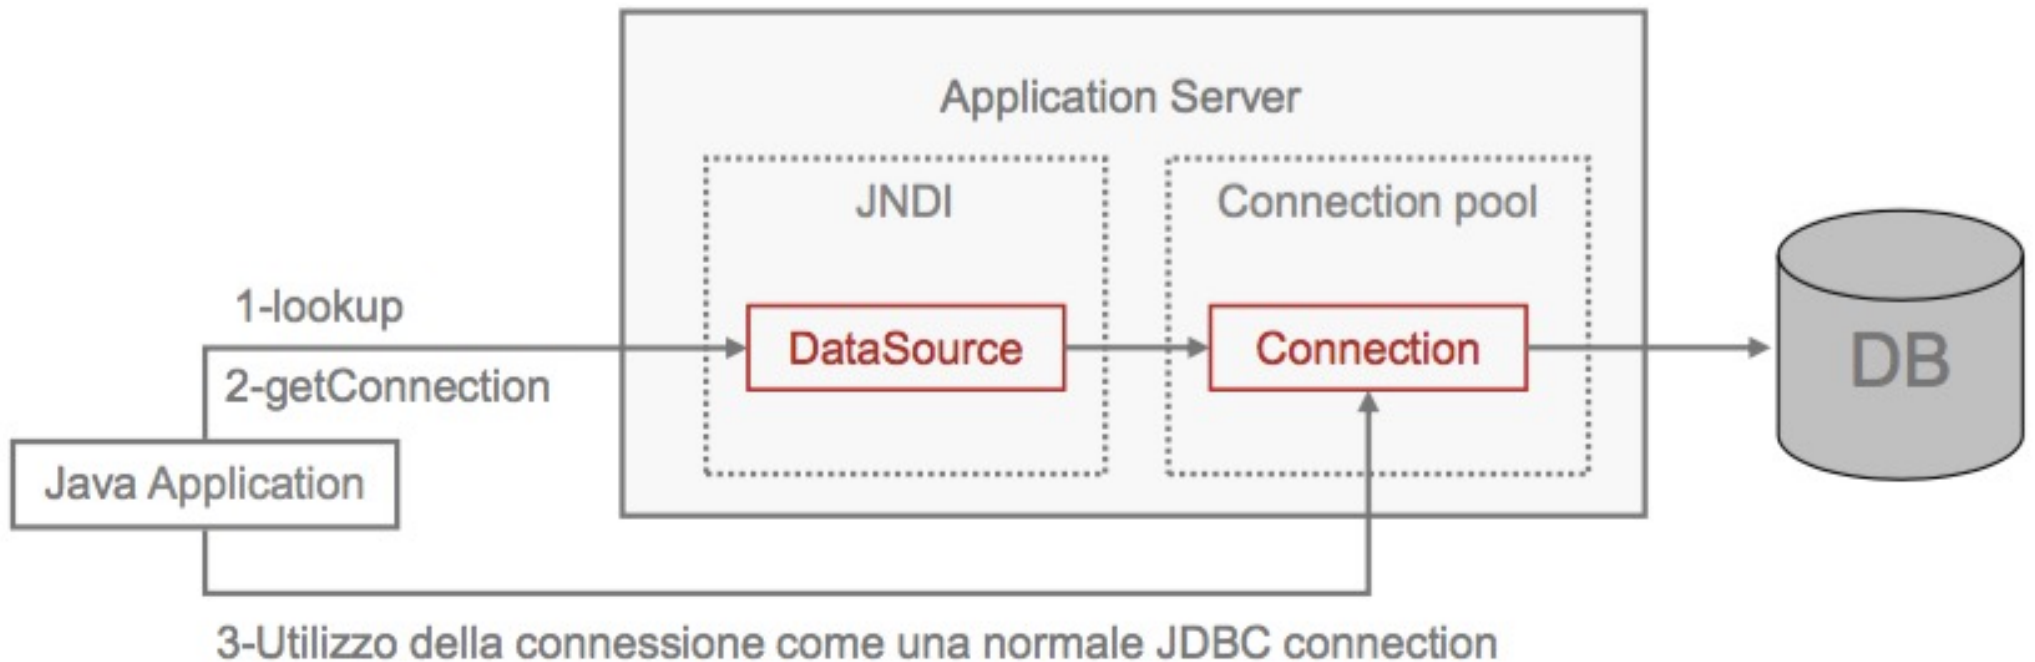 Application Server
JNDI
Connection pool
1-lookup
DataSource
Connection
2-getConnection
DB
Java Application
3-Utilizzo della connessione come una normale JDBC connection